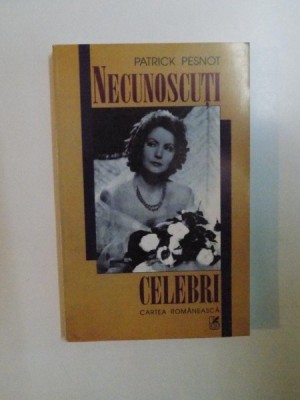 PATRICK PESNOT
NECUNOSCUȚI
CELEBRI
CARTEA ROMÂNEASCĂ